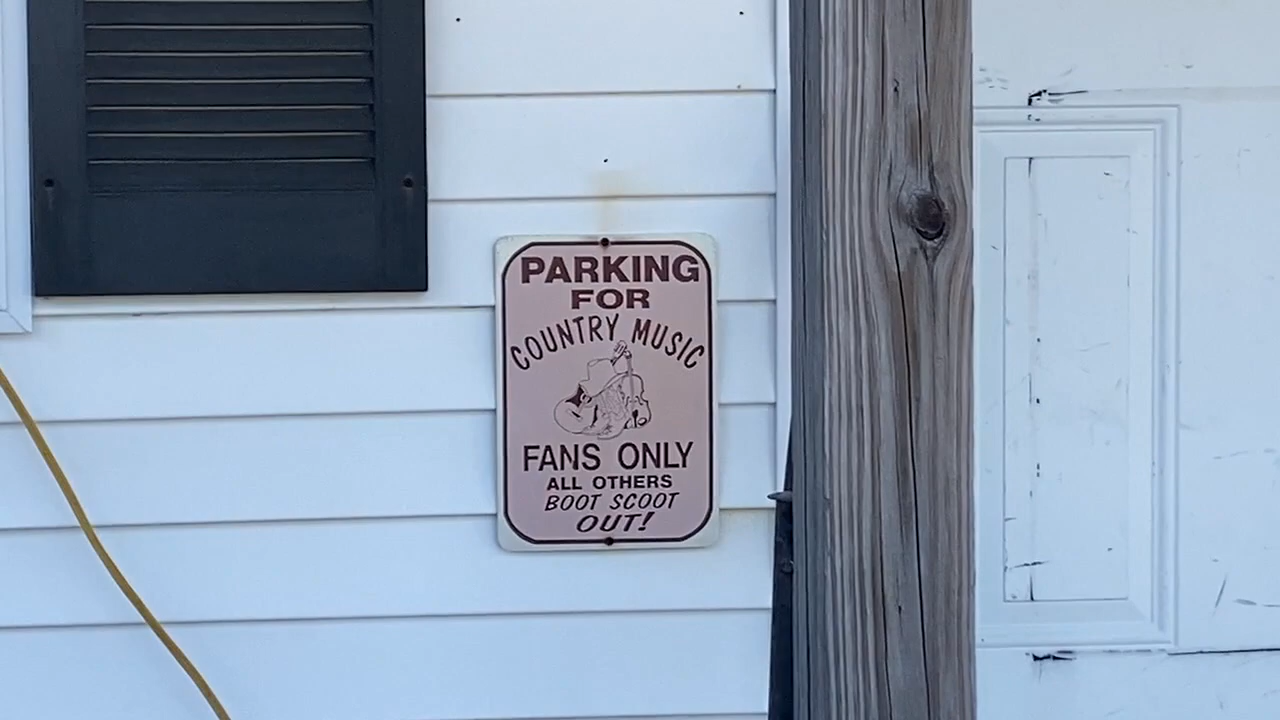 PARKING
FOR
COUNTRY MUSIC
FANS ONLY
ALL OTHERS
BOOT SCOOT
OUT!